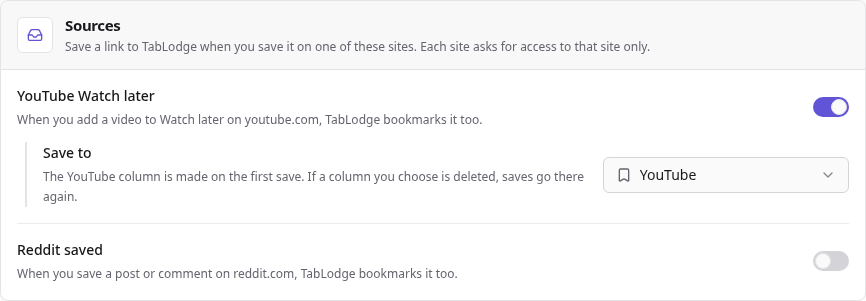 Sources
Save a link to TabLodge when you save it on one of these sites. Each site asks for access to that site only.
YouTube Watch later
When you add a video to Watch later on youtube.com, TabLodge bookmarks it too.
Save to
The YouTube column is made on the first save. If a column you choose is deleted, saves go there
again.
YouTube
Reddit saved
When you save a post or comment on reddit.com, TabLodge bookmarks it too.